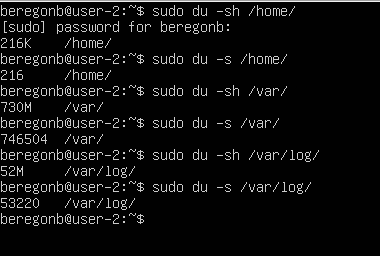 beregonb@user-2:~$ sudo du -sh /home/
[sudo] password for beregonb:
216K    /home/
beregonb@user-2:~$ sudo du -s /home/
216     /home/
beregonb@user-2:~$ sudo du -sh /var/
730M    /var/
beregonb@user-2:~$ sudo du -s /var/
746504  /var/
beregonb@user-2:~$ sudo du -sh /var/log/
52M     /var/log/
beregonb@user-2:~$ sudo du -s /var/log/
53220   /var/log/
beregonb@user-2:~$